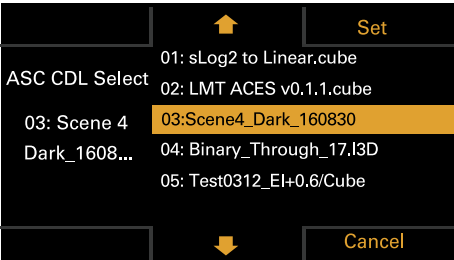 Set
01: sLog2 to Linear.cube
ASC CDL Select
02: LMT ACES v0.1.1.cube
03: Scene 4
03:Scene4_Dark_160830
Dark_1608...
04: Binary_Through_17.l3D
05: Test0312_EI+0.6/Cube
Cancel